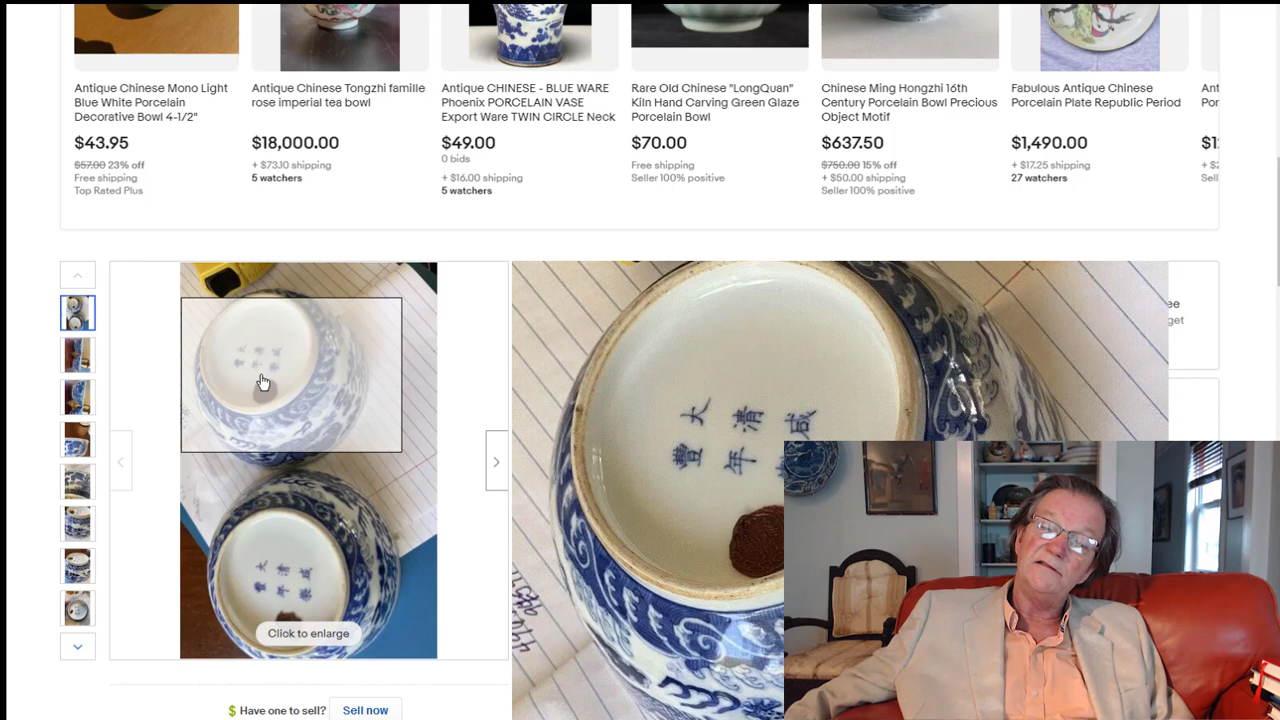 Antique Chinese Mono Light
Blue White Porcelain
Decorative Bowl 4-1/2"
$43.95
$57.00 23% off
Free shipping
Top Rated Plus
Antique Chinese Tongzhi famille
rose imperial tea bowl
$18,000.00
+ $73.10 shipping
5 watchers
Antique CHINESE - BLUE WARE
Phoenix PORCELAIN VASE
Export Ware TWIN CIRCLE Neck
$49.00
0 bids
+ $16.00 shipping
5 watchers
Rare Old Chinese "LongQuan"
Kiln Hand Carving Green Glaze
Porcelain Bowl
$70.00
Free shipping
Seller 100% positive
Chinese Ming Hongzhi 16th
Century Porcelain Bowl Precious
Object Motif
$637.50
$750.00 15% off
+ $50.00 shipping
Seller 100% positive
Fabulous Antique Chinese
Porcelain Plate Republic Period
$1,490.00
+ $17.25 shipping
27 watchers
大清咸
豐年
大清咸
豐年製
Click to enlarge
$ Have one to sell?
Sell now